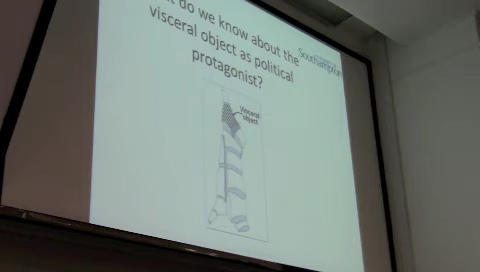 do we know about the
visceral object as political
protagonist?
Southampton
Visceral
object